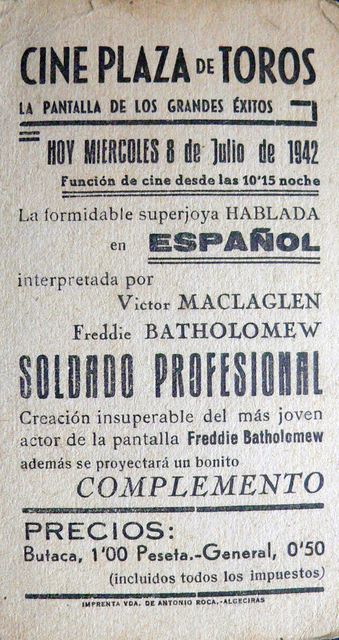 CINE PLAZA DE TOROS
LA PANTALLA DE LOS GRANDES ÉXITOS
HOY MIERCOLES 8 de Julio de 1942
Función de cine desde las 10'15 noche
La formidable superjoya HABLADA
en ESPAÑOL
interpretada por
Victor MACLAGLEN
Freddie BATHOLOMEW
SOLDADO PROFESIONAL
Creación insuperable del más joven
actor de la pantalla Freddie Batholomew
además se proyectará un bonito
COMPLEMENTO
PRECIOS:
Butaca, 1'00 Peseta.-General, 0'50
(incluidos todos los impuestos)
IMPRENTA VDA. DE ANTONIO ROCA.-ALGECIRAS